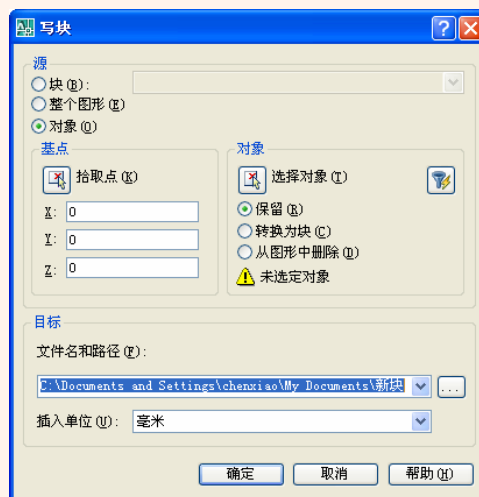 写块
源
块(B):
整个图形(E)
对象(O)
基点
对象
拾取点(K)
选择对象(T)
X: 0
保留(R)
Y: 0
转换为块(C)
Z: 0
从图形中删除(D)
未选定对象
目标
文件名和路径(F):
C:\Documents and Settings\chenxiao\My Documents\新块
...
插入单位(U): 毫米
确定 取消 帮助(H)